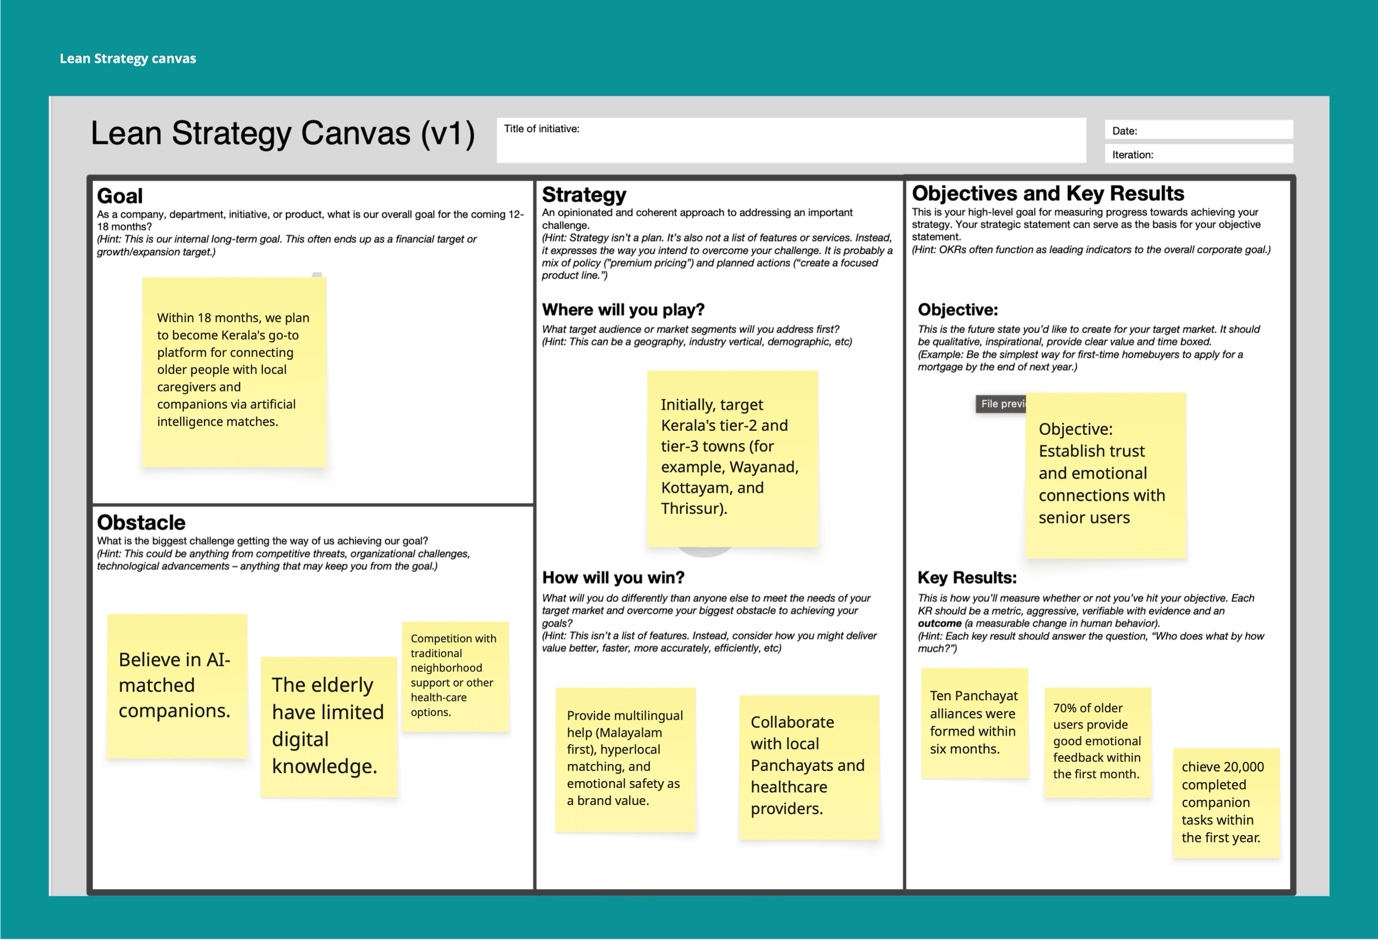 Lean Strategy canvas
Lean Strategy Canvas (v1)
Title of initiative:
Date:
Iteration:
Goal
As a company, department, initiative, or product, what is our overall goal for the coming 12-
18 months?
(Hint: This is our internal long-term goal. This often ends up as a financial target or
growth/expansion target.)
Within 18 months, we plan
to become Kerala's go-to
platform for connecting
older people with local
caregivers and
companions via artificial
intelligence matches.
Obstacle
What is the biggest challenge getting the way of us achieving our goal?
(Hint: This could be anything from competitive threats, organizational challenges,
technological advancements – anything that may keep you from the goal.)
Believe in AI-
matched
companions.
The elderly
have limited
digital
knowledge.
Competition with
traditional
neighborhood
support or other
health-care
options.
Strategy
An opinionated and coherent approach to addressing an important
challenge.
(Hint: Strategy isn’t a plan. It’s also not a list of features or services. Instead,
it expresses the way you intend to overcome your challenge. It is probably a
mix of policy (”premium pricing”) and planned actions (“create a focused
product line.”)
Where will you play?
What target audience or market segments will you address first?
(Hint: This can be a geography, industry vertical, demographic, etc)
Initially, target
Kerala's tier-2 and
tier-3 towns (for
example, Wayanad,
Kottayam, and
Thrissur).
How will you win?
What will you do differently than anyone else to meet the needs of your
target market and overcome your biggest obstacle to achieving your
goals?
(Hint: This isn’t a list of features. Instead, consider how you might deliver
value better, faster, more accurately, efficiently, etc)
Provide multilingual
help (Malayalam
first), hyperlocal
matching, and
emotional safety as
a brand value.
Collaborate
with local
Panchayats and
healthcare
providers.
Objectives and Key Results
This is your high-level goal for measuring progress towards achieving your
strategy. Your strategic statement can serve as the basis for your objective
statement.
(Hint: OKRs often function as leading indicators to the overall corporate goal.)
Objective:
This is the future state you’d like to create for your target market. It should
be qualitative, inspirational, provide clear value and time boxed.
(Example: Be the simplest way for first-time homebuyers to apply for a
mortgage by the end of next year.)
File previ
Objective:
Establish trust
and emotional
connections with
senior users
Key Results:
This is how you’ll measure whether or not you’ve hit your objective. Each
KR should be a metric, aggressive, verifiable with evidence and an
outcome (a measurable change in human behavior).
(Hint: Each key result should answer the question, “Who does what by how
much?”)
Ten Panchayat
alliances were
formed within
six months.
70% of older
users provide
good emotional
feedback within
the first month.
chieve 20,000
completed
companion
tasks within
the first year.